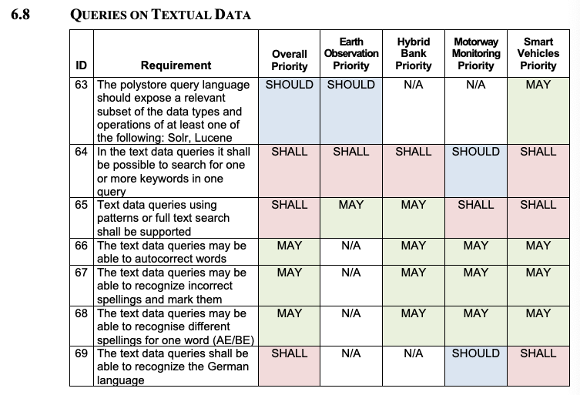 6.8 QUERIES ON TEXTUAL DATA
ID Requirement Overall Priority Earth Observation Priority Hybrid Bank Priority Motorway Monitoring Priority Smart Vehicles Priority
63 The polystore query language SHOULD SHOULD N/A N/A MAY
should expose a relevant
subset of the data types and
operations of at least one of
the following: Solr, Lucene
64 In the text data queries it shall SHALL SHALL SHALL SHOULD SHALL
be possible to search for one
or more keywords in one
query
65 Text data queries using SHALL MAY MAY SHALL SHALL
patterns or full text search
shall be supported
66 The text data queries may be MAY N/A MAY MAY MAY
able to autocorrect words
67 The text data queries may be MAY N/A MAY MAY MAY
able to recognize incorrect
spellings and mark them
68 The text data queries may be MAY N/A MAY MAY MAY
able to recognise different
spellings for one word (AE/BE)
69 The text data queries shall be SHALL N/A N/A SHOULD SHALL
able to recognize the German
language